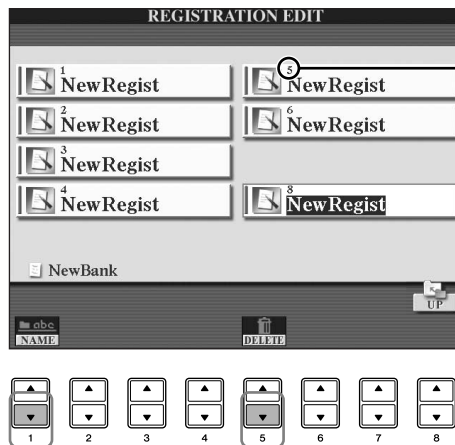 REGISTRATION EDIT
1
NewRegist
2
NewRegist
3
NewRegist
4
NewRegist
5
NewRegist
6
NewRegist
8
NewRegist
NewBank
UP
abc
NAME
DELETE
1 2 3 4 5 6 7 8